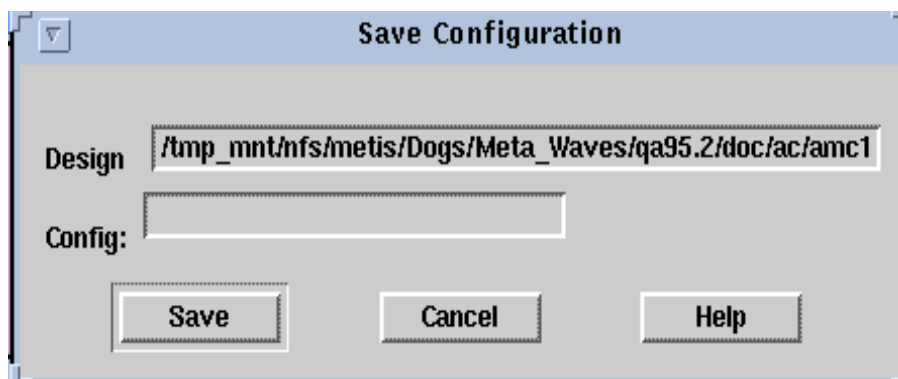 Save Configuration
Design /tmp_mnt/nfs/metis/Dogs/Meta_Waves/qa95.2/doc/ac/amc1
Config:
Save Cancel Help